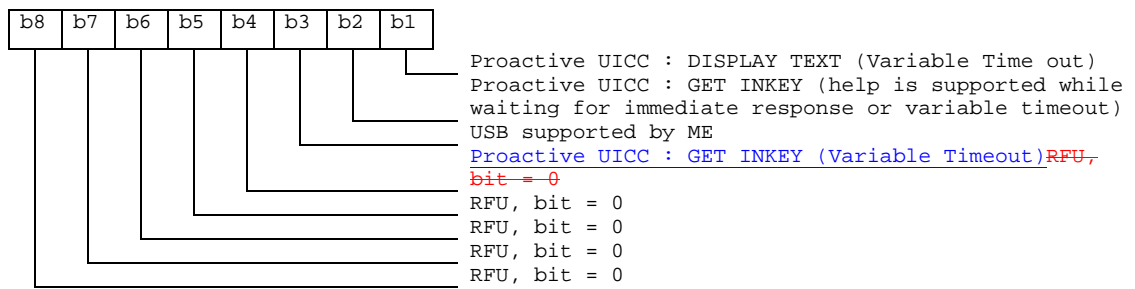 b8 b7 b6 b5 b4 b3 b2 b1
Proactive UICC : DISPLAY TEXT (Variable Time out)
Proactive UICC : GET INKEY (help is supported while
waiting for immediate response or variable timeout)
USB supported by ME
Proactive UICC : GET INKEY (Variable Timeout)RFU,
bit = 0
RFU, bit = 0
RFU, bit = 0
RFU, bit = 0
RFU, bit = 0